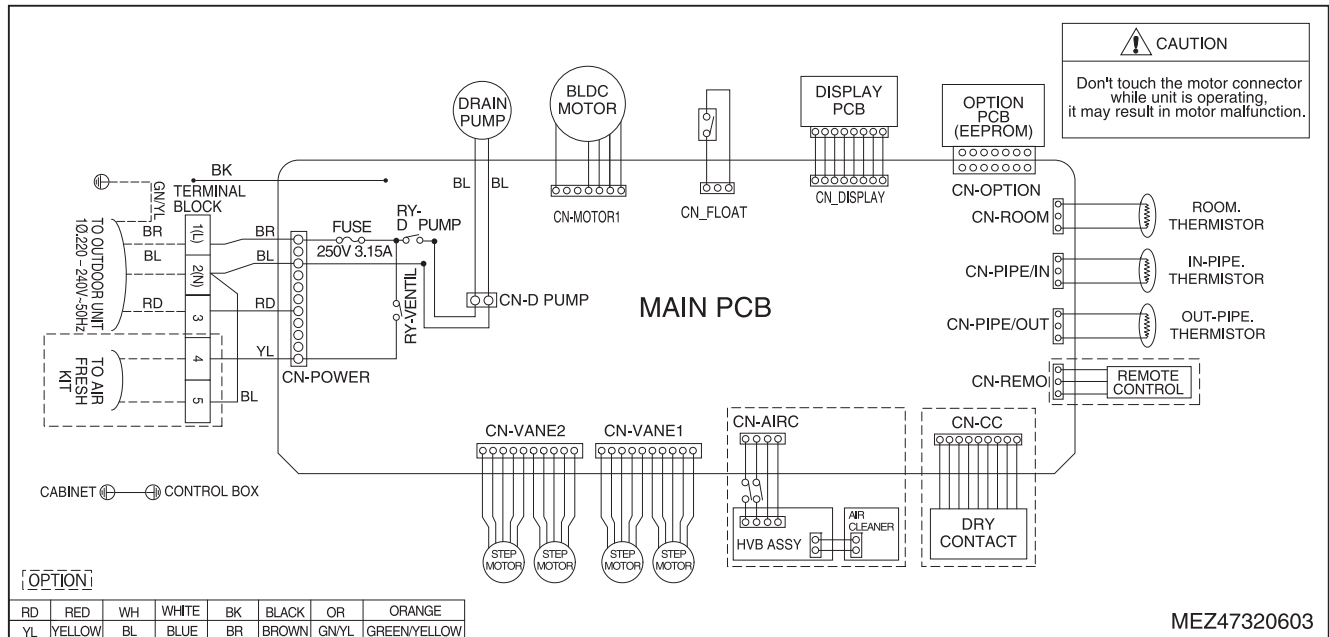 CAUTION
Don't touch the motor connector
while unit is operating,
it may result in motor malfunction.
DRAIN
PUMP
BLDC
MOTOR
DISPLAY
PCB
OPTION
PCB
(EEPROM)
BK
GN/YL
TERMINAL
BLOCK
BL
BL
CN-MOTOR1
CN_FLOAT
CN_DISPLAY
CN-OPTION
CN-ROOM
ROOM.
THERMISTOR
TO OUTDOOR UNIT
1Ø.220 - 240V~50Hz
BR
1(L)
BR
FUSE
250V 3.15A
RY-
D PUMP
BL
2(N)
BL
RY-VENTIL
CN-PIPE/IN
IN-PIPE.
THERMISTOR
RD
3
RD
CN-D PUMP
MAIN PCB
CN-PIPE/OUT
OUT-PIPE.
THERMISTOR
TO AIR
FRESH
KIT
4
YL
CN-POWER
5
BL
CN-REMO
REMOTE
CONTROL
CN-VANE2
CN-VANE1
CN-AIRC
CN-CC
CABINET
CONTROL BOX
STEP
MOTOR
STEP
MOTOR
STEP
MOTOR
STEP
MOTOR
HVB ASSY
AIR
CLEANER
DRY
CONTACT
OPTION
RD RED WH WHITE BK BLACK OR ORANGE
YL YELLOW BL BLUE BR BROWN GN/YL GREEN/YELLOW
MEZ47320603